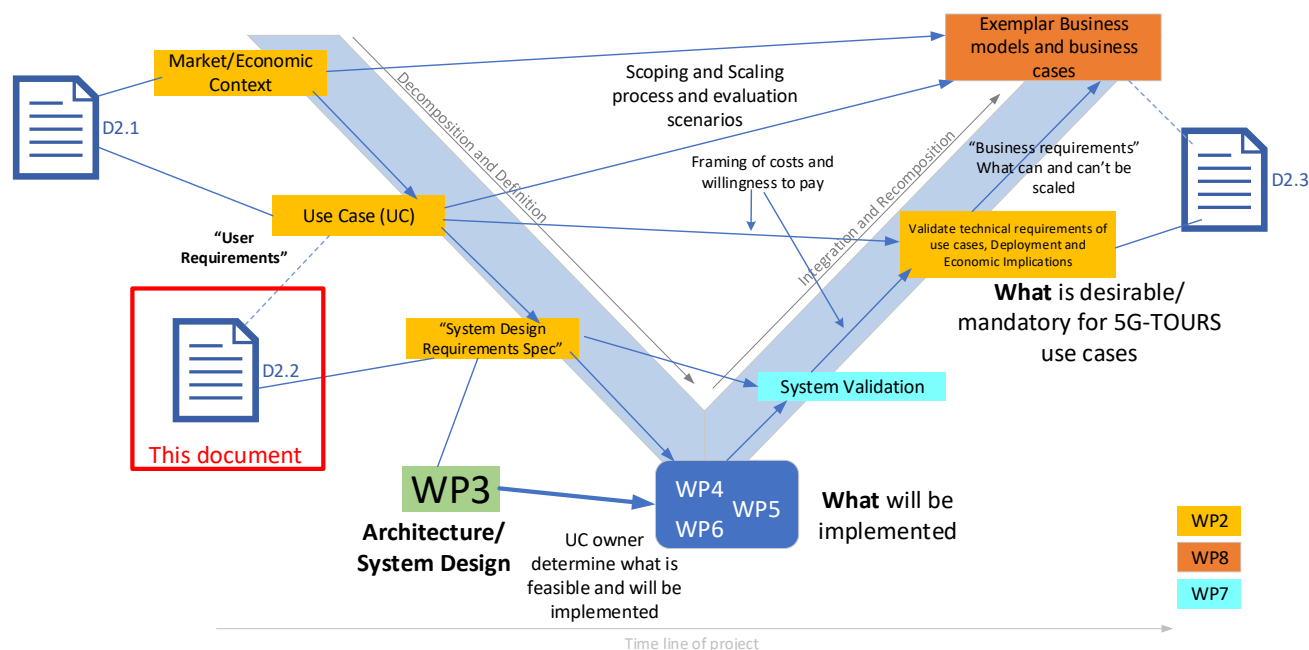 Exemplar Business
models and business
cases
Market/Economic
Context
Decomposition and Definition
Scoping and Scaling
process and evaluation
scenarios
D2.1
Framing of costs and
willingness to pay
Integration and Recomposition
“Business requirements”
What can and can’t be
scaled
D2.3
Use Case (UC)
“User
Requirements”
Validate technical requirements of
use cases, Deployment and
Economic Implications
What is desirable/
mandatory for 5G-TOURS
use cases
“System Design
Requirements Spec”
D2.2
System Validation
This document
WP3
Architecture/
System Design
WP4
WP5
WP6
What will be
implemented
UC owner
determine what is
feasible and will be
implemented
WP2
WP8
WP7
Time line of project